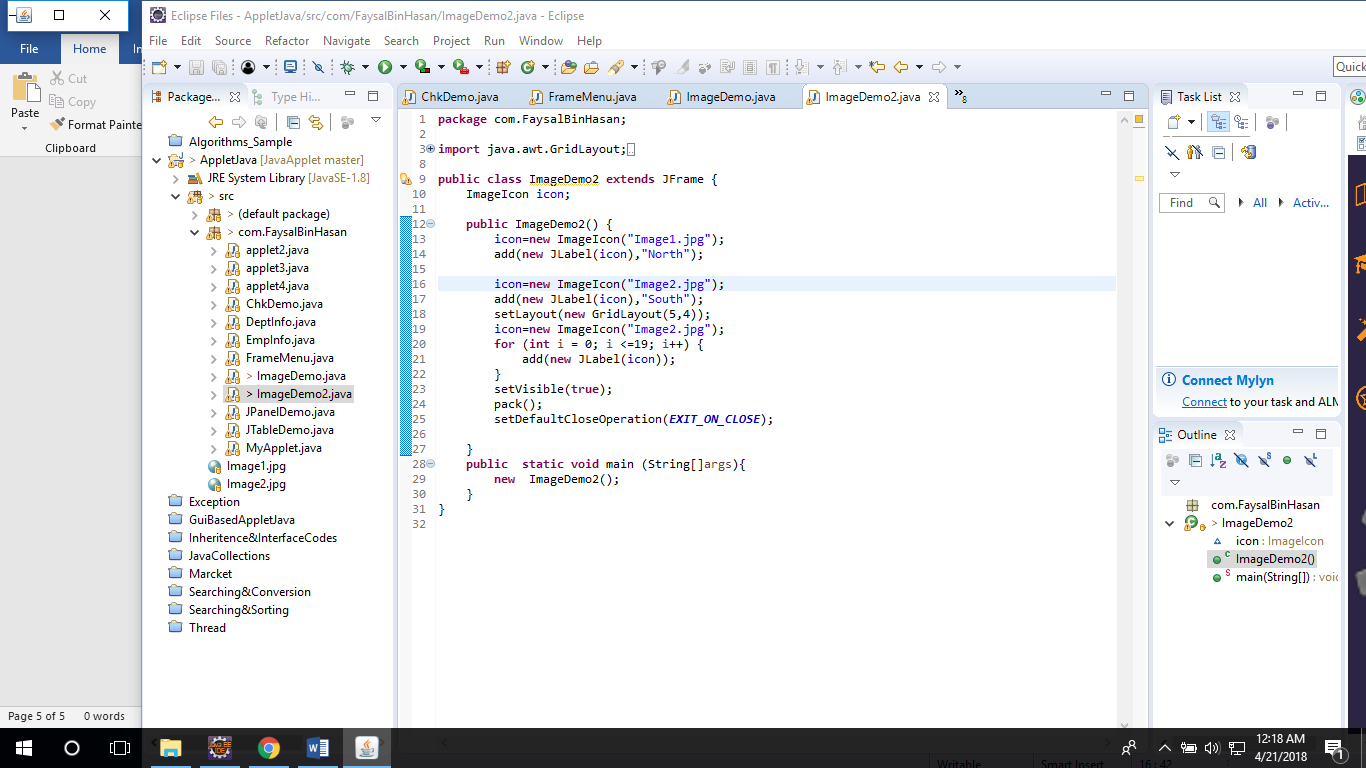 Eclipse Files - AppletJava/src/com/FaysalBinHasan/ImageDemo2.java - Eclipse
File Edit Source Refactor Navigate Search Project Run Window Help
File Home In
Cut
Copy
Paste
Format Painte
Clipboard
Quick
Package... Type Hi...
ChkDemo.java FrameMenu.java ImageDemo.java ImageDemo2.java »8
Task List
Algorithms_Sample
> AppletJava [JavaApplet master]
JRE System Library [JavaSE-1.8]
> src
> (default package)
> com.FaysalBinHasan
applet2.java
applet3.java
applet4.java
ChkDemo.java
DeptInfo.java
EmpInfo.java
FrameMenu.java
> ImageDemo.java
> ImageDemo2.java
JPanelDemo.java
JTableDemo.java
MyApplet.java
Image1.jpg
Image2.jpg
Exception
GuiBasedAppletJava
Inheritence&InterfaceCodes
JavaCollections
Marcket
Searching&Conversion
Searching&Sorting
Thread
1 package com.FaysalBinHasan;
2
3 import java.awt.GridLayout;
8
9 public class ImageDemo2 extends JFrame {
10 ImageIcon icon;
11
12 public ImageDemo2() {
13 icon=new ImageIcon("Image1.jpg");
14 add(new JLabel(icon),"North");
15
16 icon=new ImageIcon("Image2.jpg");
17 add(new JLabel(icon),"South");
18 setLayout(new GridLayout(5,4));
19 icon=new ImageIcon("Image2.jpg");
20 for (int i = 0; i <=19; i++) {
21 add(new JLabel(icon));
22 }
23 setVisible(true);
24 pack();
25 setDefaultCloseOperation(EXIT_ON_CLOSE);
26
27 }
28 public  static void main (String[]args){
29 new  ImageDemo2();
30 }
31 }
32
Find All Activ...
Connect Mylyn
Connect to your task and ALM
Outline
com.FaysalBinHasan
> ImageDemo2
icon : ImageIcon
ImageDemo2()
main(String[]) : void
Page 5 of 5 0 words
Writable Smart Insert 16 : 42
12:18 AM
4/21/2018
1